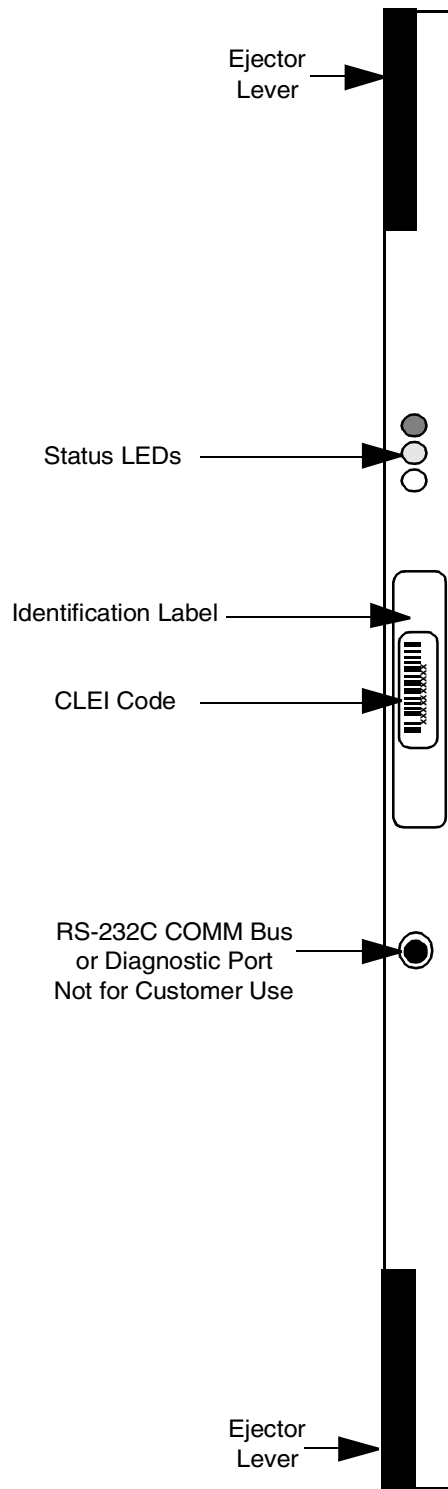 Ejector
Lever
Status LEDs
Identification Label
CLEI Code
xxxxxxxxxx
RS-232C COMM Bus
or Diagnostic Port
Not for Customer Use
Ejector
Lever